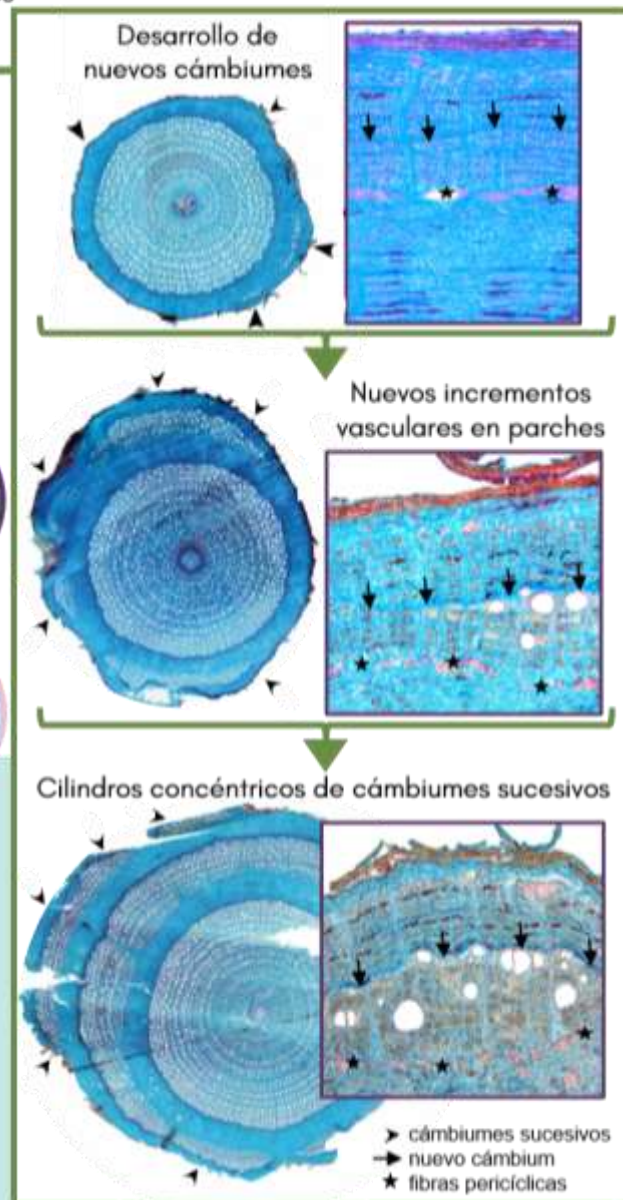 Desarrollo de
nuevos cámbiumes
Nuevos incrementos
vasculares en parches
Cilindros concéntricos de cámbiumes sucesivos
cámbiumes sucesivos
nuevo cámbium
fibras pericíclicas